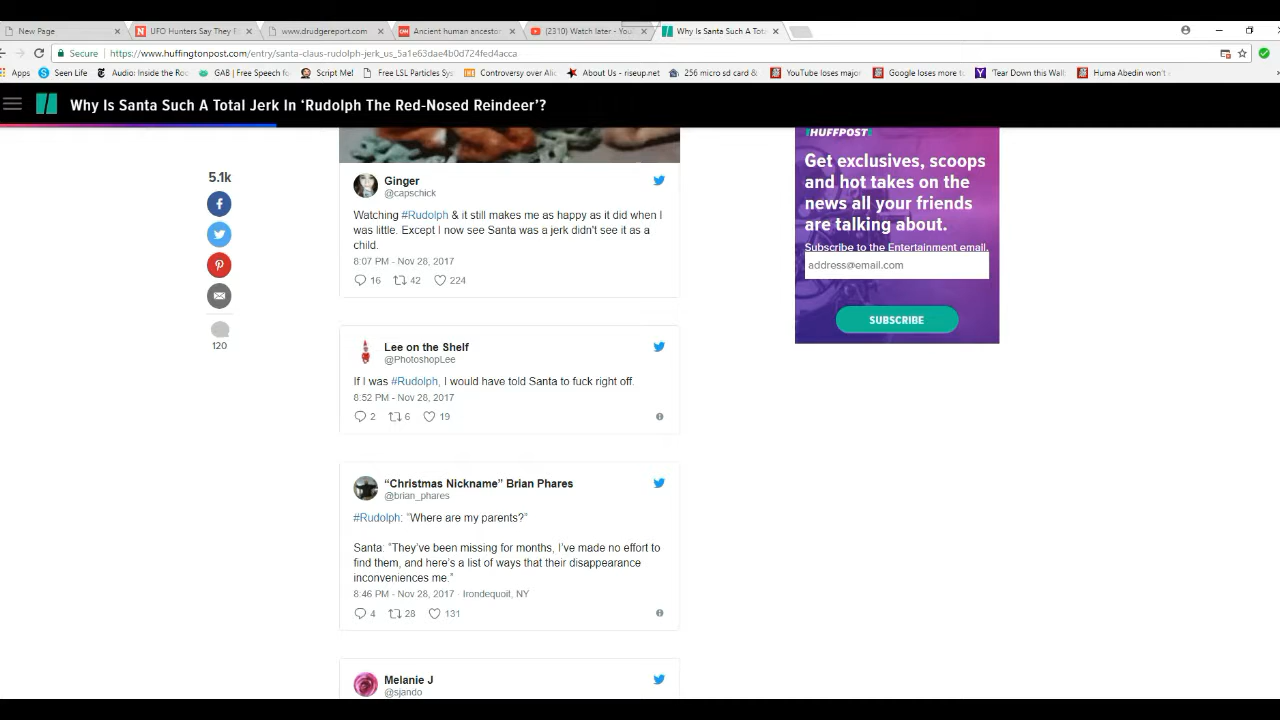 New Page
UFO Hunters Say They F
www.drudgereport.com
Ancient human ancestor
(2310) Watch later - You
Why Is Santa Such A Tota
Secure
https://www.huffingtonpost.com/entry/santa-claus-rudolph-jerk_us_5a1e63dae4b0d724fed4acca
Apps
Seen Life
Audio: Inside the Ro
GAB | Free Speech fo
Script Me!
Free LSL Particles Sys
Controversy over Alic
About Us - riseup.net
256 micro sd card &
YouTube loses major
Google loses more t
'Tear Down this Wall
Huma Abedin won't
Why Is Santa Such A Total Jerk In ‘Rudolph The Red-Nosed Reindeer’?
5.1k
120
Ginger
@capschick
Watching #Rudolph & it still makes me as happy as it did when I
was little. Except I now see Santa was a jerk didn't see it as a
child.
8:07 PM - Nov 28, 2017
16 42 224
Lee on the Shelf
@PhotoshopLee
If I was #Rudolph, I would have told Santa to fuck right off.
8:52 PM - Nov 28, 2017
2 6 19
“Christmas Nickname” Brian Phares
@brian_phares
#Rudolph: “Where are my parents?”
Santa: “They’ve been missing for months, I’ve made no effort to
find them, and here’s a list of ways that their disappearance
inconveniences me.”
8:46 PM - Nov 28, 2017 · Irondequoit, NY
4 28 131
Melanie J
@sjando
HUFFPOST
Get exclusives, scoops
and hot takes on the
news all your friends
are talking about.
Subscribe to the Entertainment email.
address@email.com
SUBSCRIBE